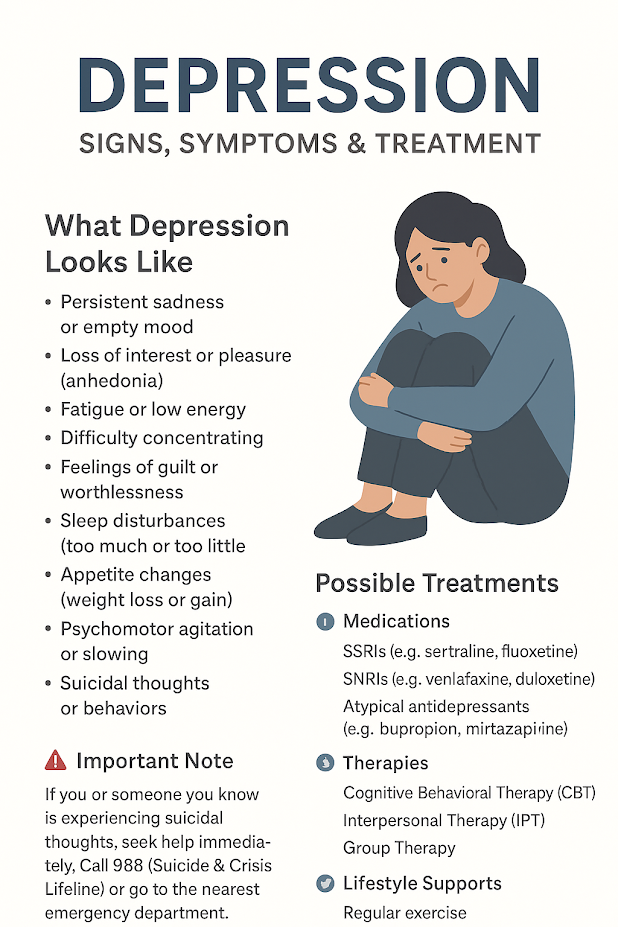 DEPRESSION
SIGNS, SYMPTOMS & TREATMENT
What Depression
Looks Like
• Persistent sadness
or empty mood
• Loss of interest or pleasure
(anhedonia)
• Fatigue or low energy
• Difficulty concentrating
• Feelings of guilt or
worthlessness
• Sleep disturbances
(too much or too little
• Appetite changes
(weight loss or gain)
• Psychomotor agitation
or slowing
• Suicidal thoughts
or behaviors
Important Note
If you or someone you know
is experiencing suicidal
thoughts, seek help immedia-
tely, Call 988 (Suicide & Crisis
Lifeline) or go to the nearest
emergency department.
Possible Treatments
Medications
SSRIs (e.g. sertraline, fluoxetine)
SNRIs (e.g. venlafaxine, duloxetine)
Atypical antidepressants
(e.g. bupropion,
Therapies
Cognitive Behavioral Therapy (CBT)
Interpersonal Therapy (IPT)
Group Therapy
Lifestyle Supports
Regular exercise